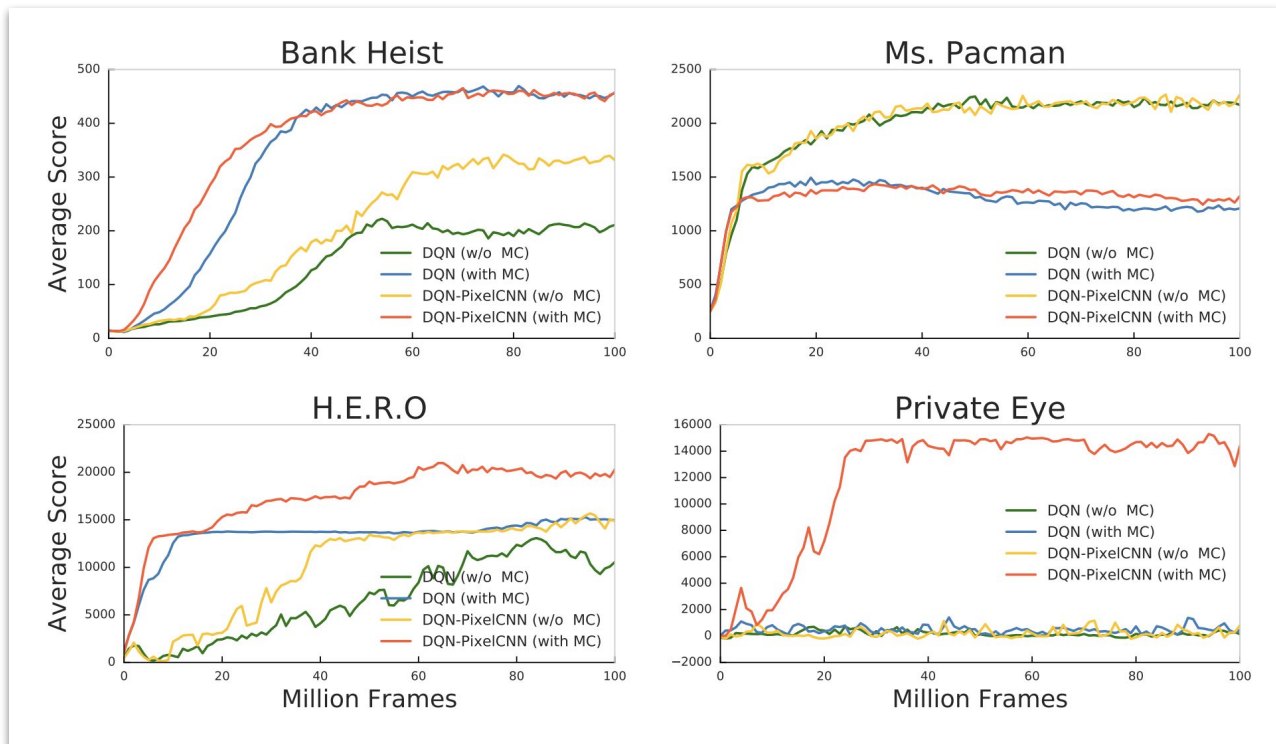 Bank Heist
500
400
300
200
100
0
0 20 40 60 80 100
Average Score
DQN (w/o MC)
DQN (with MC)
DQN-PixelCNN (w/o MC)
DQN-PixelCNN (with MC)
Ms. Pacman
2500
2000
1500
1000
500
0
0 20 40 60 80 100
DQN (w/o MC)
DQN (with MC)
DQN-PixelCNN (w/o MC)
DQN-PixelCNN (with MC)
H.E.R.O
25000
20000
15000
10000
5000
0
0 20 40 60 80 100
Average Score
Million Frames
DQN (w/o MC)
DQN (with MC)
DQN-PixelCNN (w/o MC)
DQN-PixelCNN (with MC)
Private Eye
16000
14000
12000
10000
8000
6000
4000
2000
0
−2000
0 20 40 60 80 100
Million Frames
DQN (w/o MC)
DQN (with MC)
DQN-PixelCNN (w/o MC)
DQN-PixelCNN (with MC)